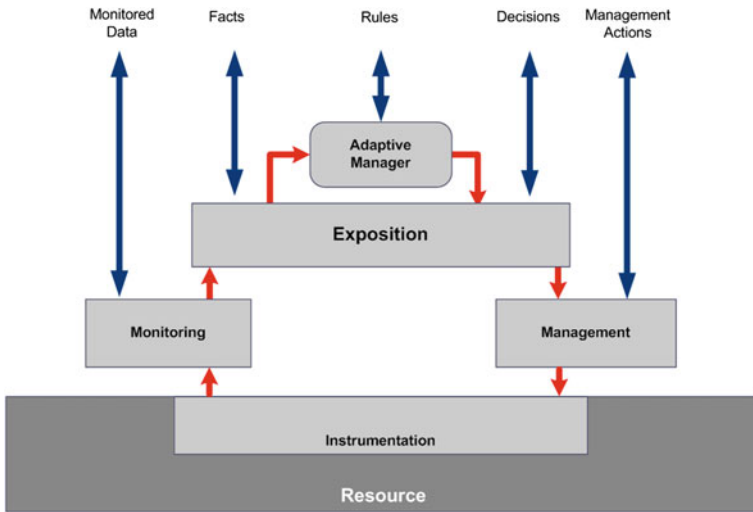 Monitored
Data
Facts
Rules
Decisions
Management
Actions
Adaptive
Manager
Exposition
Monitoring
Management
Instrumentation
Resource